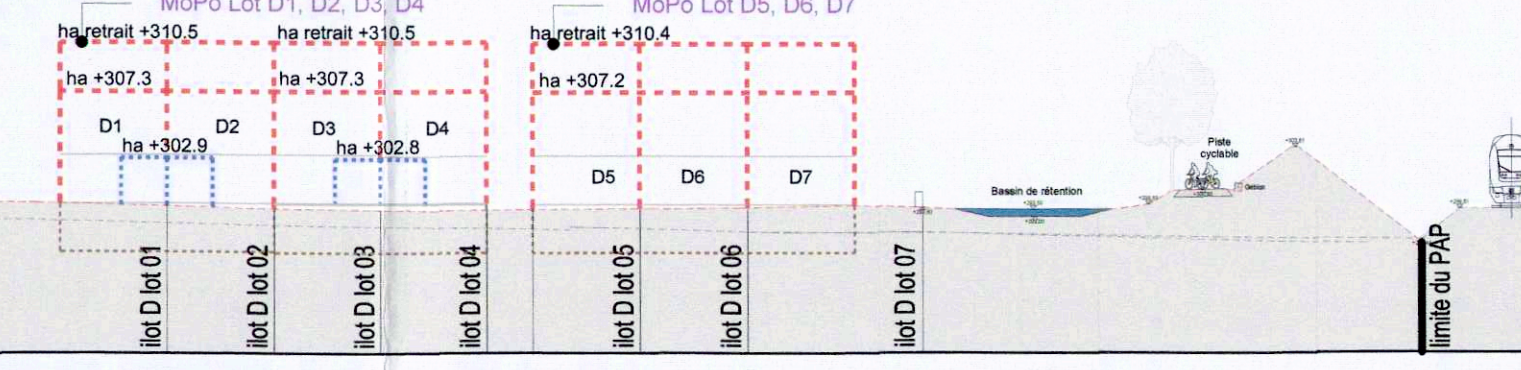 MoPo Lot D1, D2, D3, D4
MoPo Lot D5, D6, D7
ha retrait +310.5
ha retrait +310.5
ha retrait +310.4
ha +307.3
ha +307.3
ha +307.2
D1
D2
D3
D4
ha +302.9
ha +302.8
D5
D6
D7
Bassin de rétention
Piste
cyclable
Gabion
ilot D lot 01
ilot D lot 02
ilot D lot 03
ilot D lot 04
ilot D lot 05
ilot D lot 06
ilot D lot 07
limite du PAP